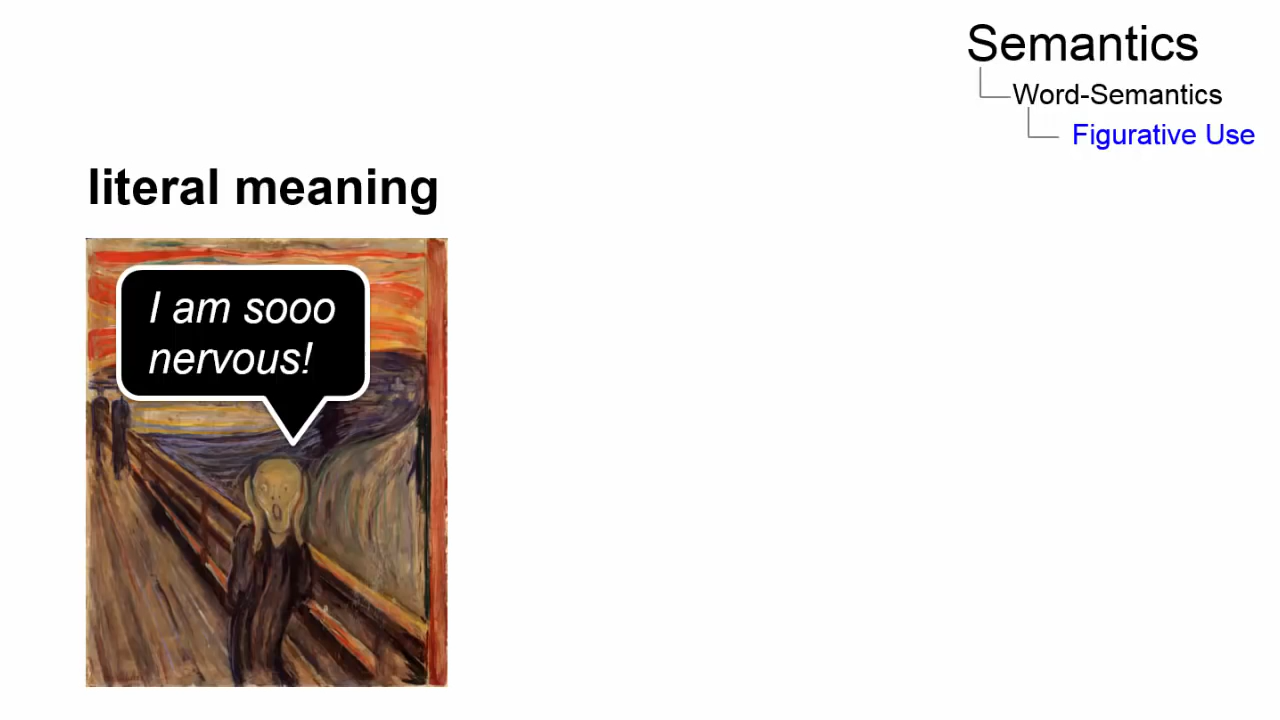 Semantics
Word-Semantics
Figurative Use
literal meaning
I am sooo
nervous!